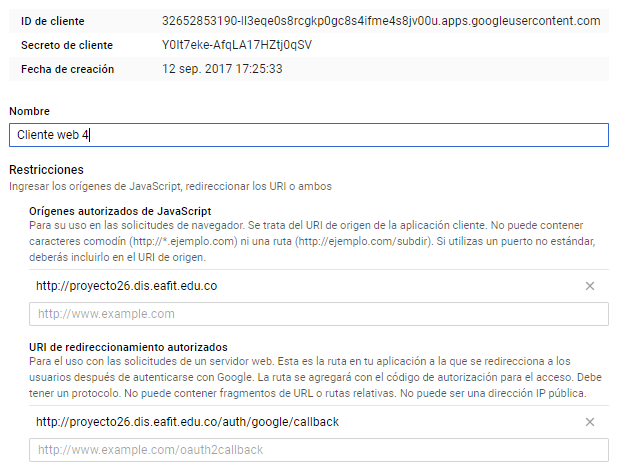 ID de cliente 32652853190-ll3eqe0s8rcgkp0gc8s4ifme4s8jv00u.apps.googleusercontent.com
Secreto de cliente Y0It7eke-AfqLA17HZtj0qSV
Fecha de creación 12 sep. 2017 17:25:33
Nombre
Cliente web 4
Restricciones
Ingresar los orígenes de JavaScript, redireccionar los URI o ambos
Orígenes autorizados de JavaScript
Para su uso en las solicitudes de navegador. Se trata del URI de origen de la aplicación cliente. No puede contener
caracteres comodín (http://*.ejemplo.com) ni una ruta (http://ejemplo.com/subdir). Si utilizas un puerto no estándar,
deberás incluirlo en el URI de origen.
http://proyecto26.dis.eafit.edu.co
http://www.example.com
URI de redireccionamiento autorizados
Para el uso con las solicitudes de un servidor web. Esta es la ruta en tu aplicación a la que se redirecciona a los
usuarios después de autenticarse con Google. La ruta se agregará con el código de autorización para el acceso. Debe
tener un protocolo. No puede contener fragmentos de URL o rutas relativas. No puede ser una dirección IP pública.
http://proyecto26.dis.eafit.edu.co/auth/google/callback
http://www.example.com/oauth2callback